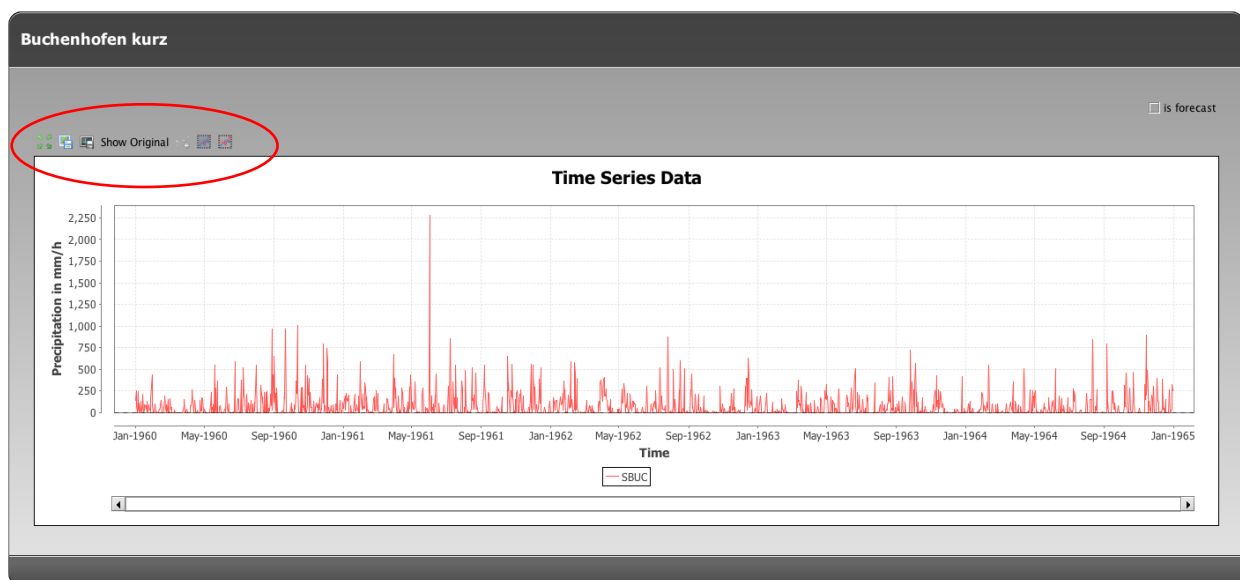 Buchenhofen kurz
is forecast
Show Original
Time Series Data
Precipitation in mm/h
2,250
2,000
1,750
1,500
1,250
1,000
750
500
250
0
Jan-1960 May-1960 Sep-1960 Jan-1961 May-1961 Sep-1961 Jan-1962 May-1962 Sep-1962 Jan-1963 May-1963 Sep-1963 Jan-1964 May-1964 Sep-1964 Jan-1965
Time
SBUC